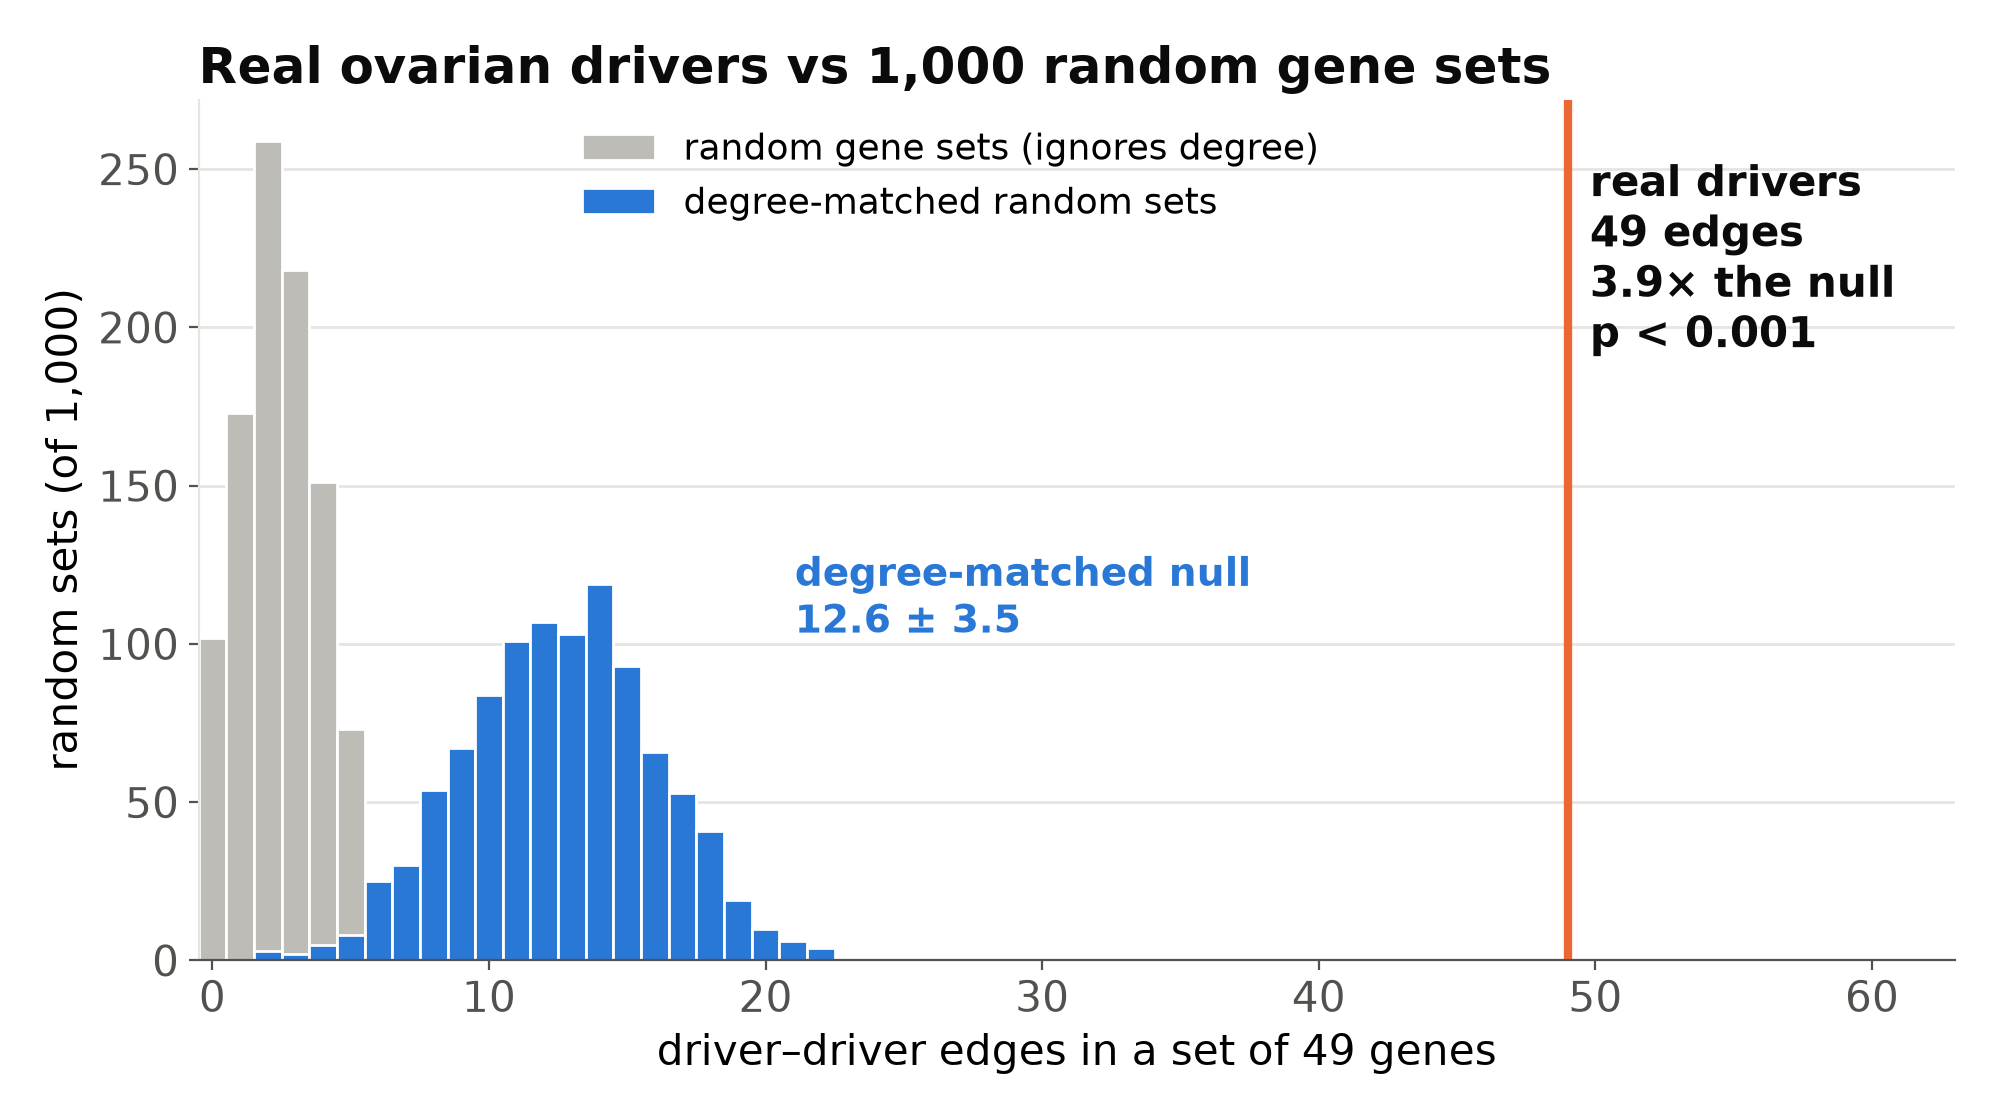 Real ovarian drivers vs 1,000 random gene sets
random gene sets (ignores degree)
degree-matched random sets
real drivers
49 edges
3.9× the null
p < 0.001
degree-matched null
12.6 ± 3.5
random sets (of 1,000)
250
200
150
100
50
0
0 10 20 30 40 50 60
driver–driver edges in a set of 49 genes